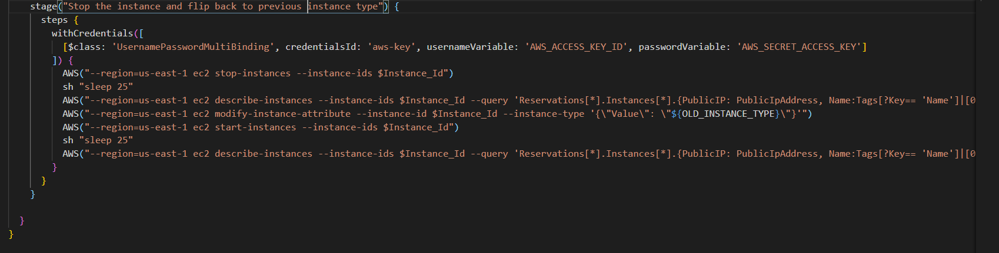 stage("Stop the instance and flip back to previous instance type") {
steps {
withCredentials([
[$class: 'UsernamePasswordMultiBinding', credentialsId: 'aws-key', usernameVariable: 'AWS_ACCESS_KEY_ID', passwordVariable: 'AWS_SECRET_ACCESS_KEY']
]) {
AWS("--region=us-east-1 ec2 stop-instances --instance-ids $Instance_Id")
sh "sleep 25"
AWS("--region=us-east-1 ec2 describe-instances --instance-ids $Instance_Id --query 'Reservations[*].Instances[*].{PublicIP: PublicIpAddress, Name:Tags[?Key== 'Name']|[0
AWS("--region=us-east-1 ec2 modify-instance-attribute --instance-id $Instance_Id --instance-type '{\"Value\": \"${OLD_INSTANCE_TYPE}\"}'")
AWS("--region=us-east-1 ec2 start-instances --instance-ids $Instance_Id")
sh "sleep 25"
AWS("--region=us-east-1 ec2 describe-instances --instance-ids $Instance_Id --query 'Reservations[*].Instances[*].{PublicIP: PublicIpAddress, Name:Tags[?Key== 'Name']|[0
}
}
}
}
}